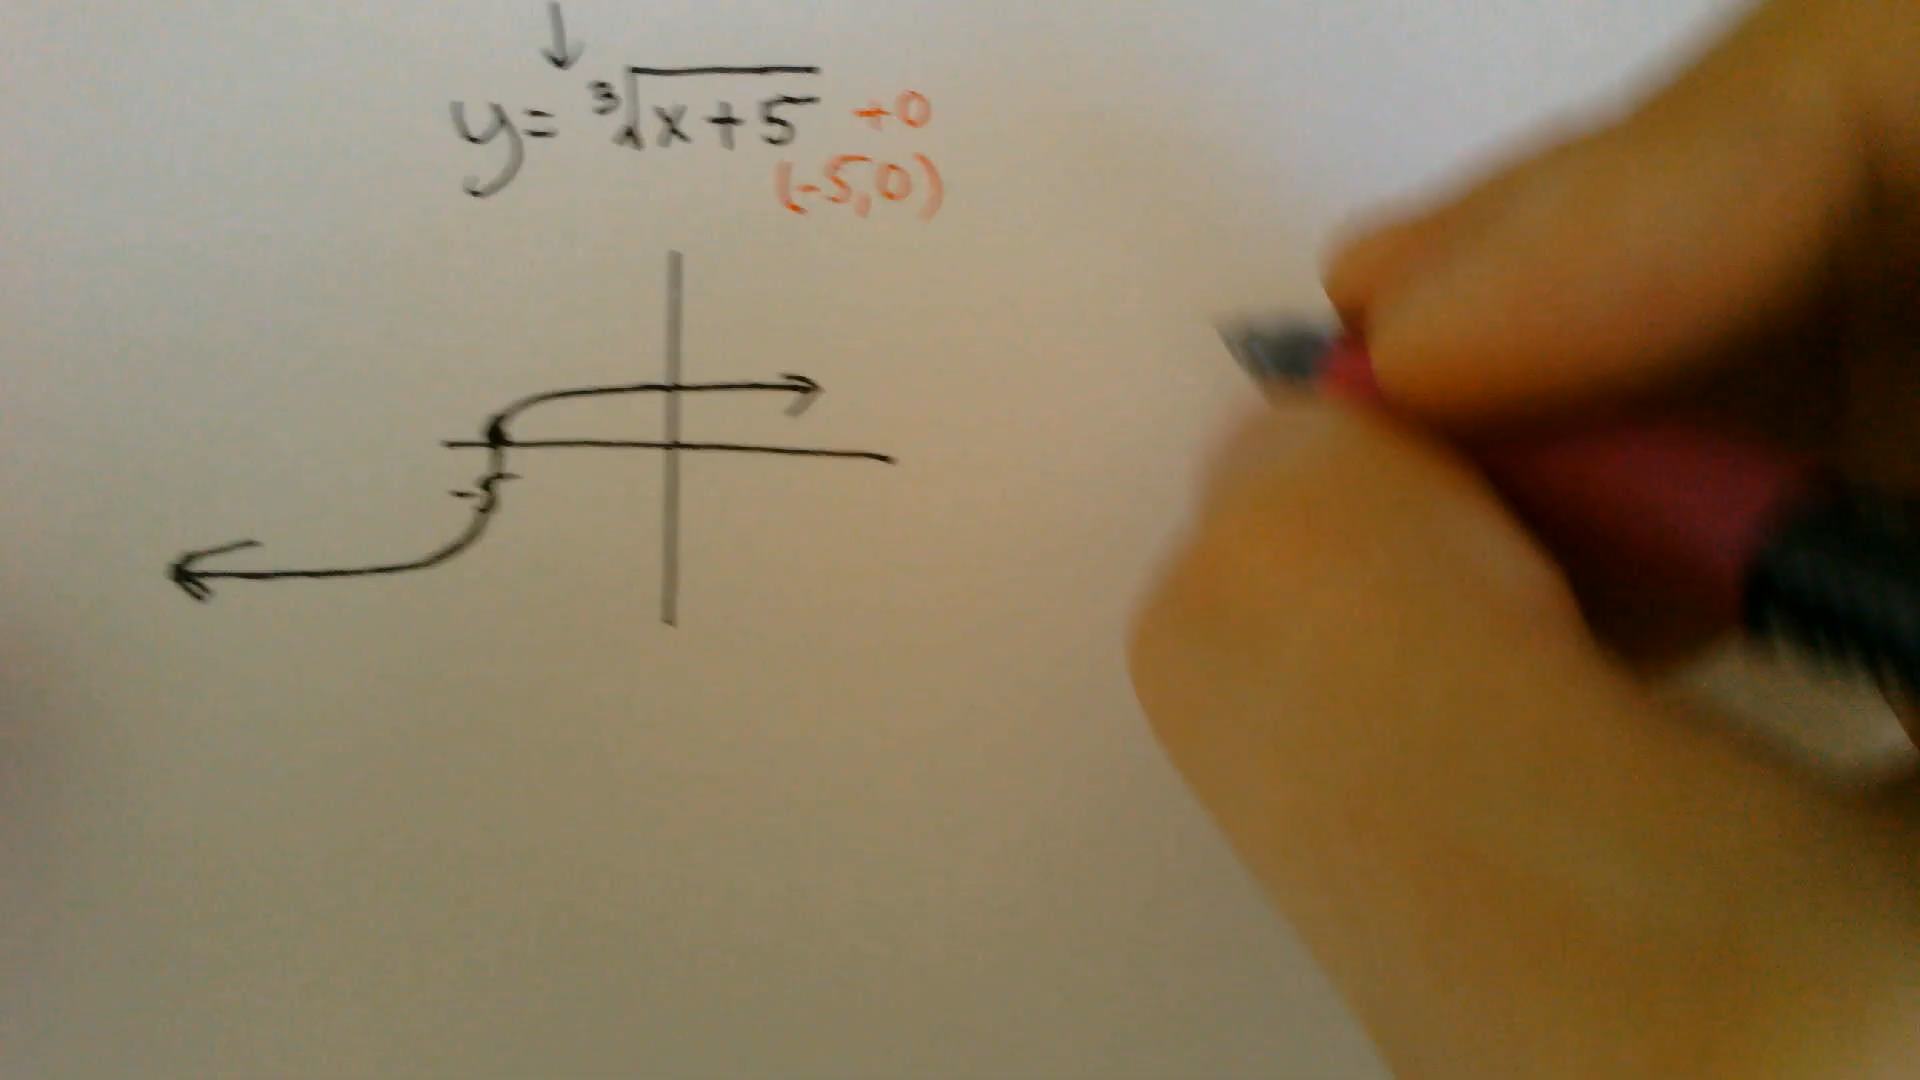 y = ∛(x+5) +0
(-5,0)
-5